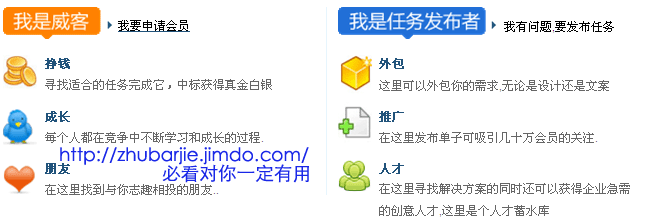 我是威客
我要申请会员
挣钱
寻找适合的任务完成它，中标获得真金白银
成长
每个人都在竞争中不断学习和成长的过程.
http://zhubarjie.jimdo.com/
必看对你一定有用
朋友
在这里找到与你志趣相投的朋友..
我是任务发布者
我有问题,要发布任务
外包
这里可以外包你的需求,无论是设计还是文案
推广
在这里发布单子可吸引几十万会员的关注.
人才
在这里寻找解决方案的同时还可以获得企业急需
的创意人才,这里是个人才蓄水库